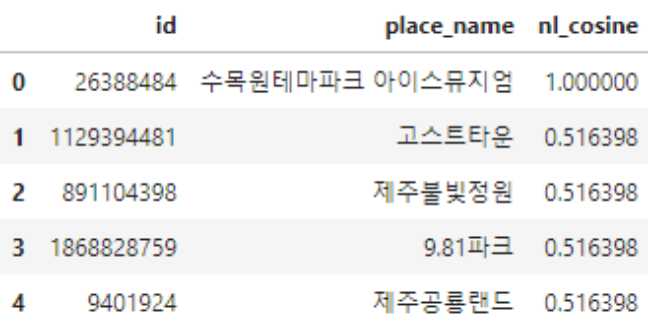 id place_name nl_cosine
0 26388484 수목원테마파크 아이스뮤지엄 1.000000
1 1129394481 고스트타운 0.516398
2 891104398 제주불빛정원 0.516398
3 1868828759 9.81파크 0.516398
4 9401924 제주공룡랜드 0.516398